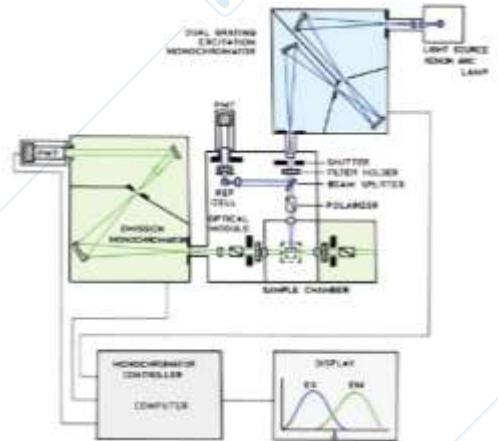 DUAL GRATING
EXCITATION
MONOCHROMATOR
LIGHT SOURCE
XENON ARC
LAMP
PMT
SHUTTER
FILTER HOLDER
BEAM SPLITTER
REF
CELL
POLARIZER
OPTICAL
MODULE
PMT
EMISSION
MONOCHROMATOR
SAMPLE CHAMBER
MONOCHROMATOR
CONTROLLER
COMPUTER
DISPLAY
EX
EM